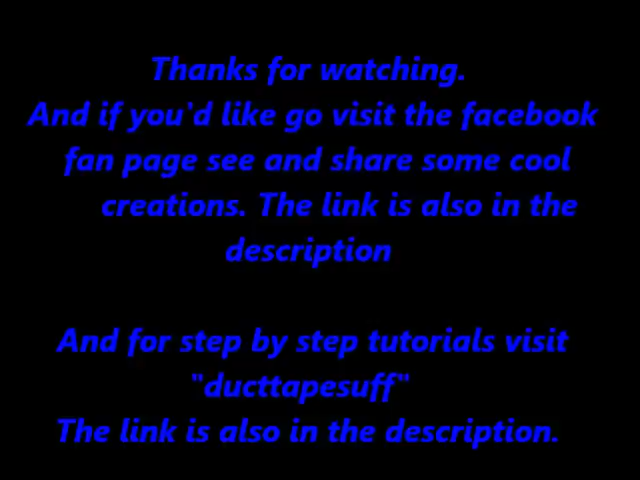 Thanks for watching.
And if you'd like go visit the facebook
fan page see and share some cool
creations. The link is also in the
description
And for step by step tutorials visit
"ducttapesuff"
The link is also in the description.